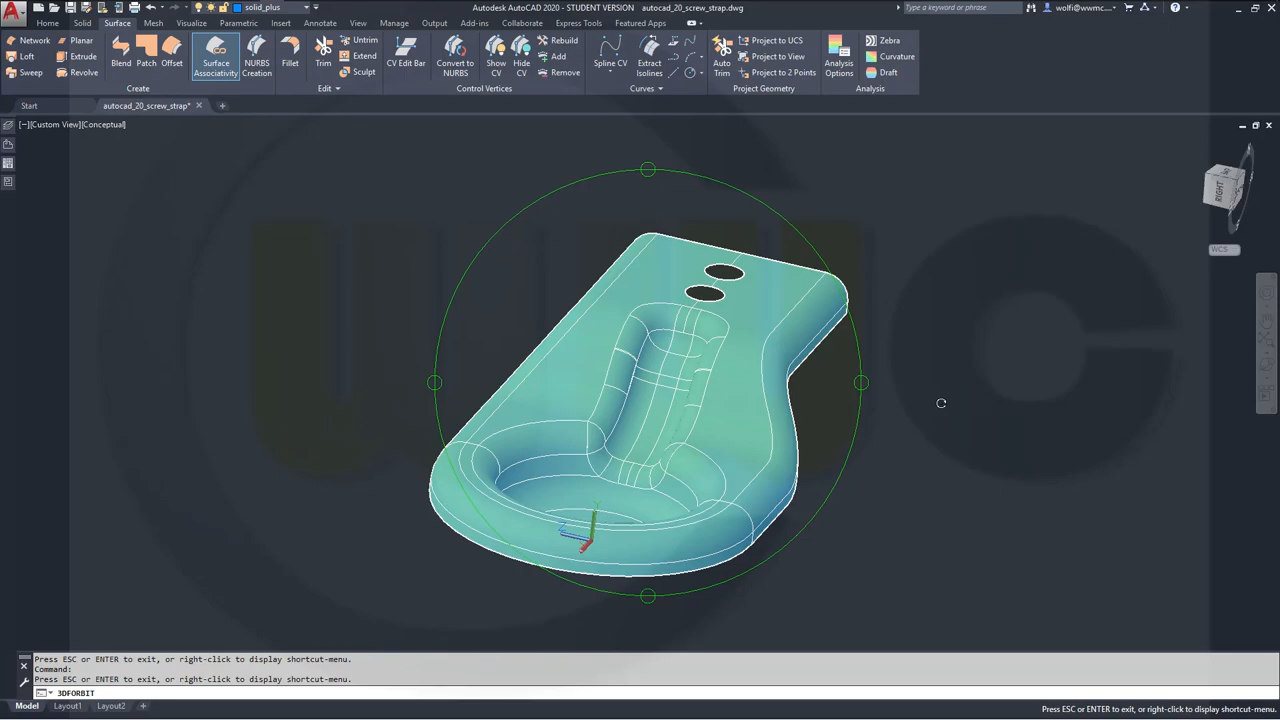 solid_plus
Autodesk AutoCAD 2020 - STUDENT VERSION autocad_20_screw_strap.dwg
Type a keyword or phrase
wolfi@wwmc...
Home Solid Surface Mesh Visualize Parametric Insert Annotate View Manage Output Add-ins Collaborate Express Tools Featured Apps
Network Planar
Loft Extrude
Sweep Revolve
Blend Patch Offset
Surface
Associativity
NURBS
Creation
Create
Fillet
Trim
Untrim
Extend
Sculpt
Edit
CV Edit Bar
Convert to
NURBS
Show
CV
Hide
CV
Rebuild
Add
Remove
Control Vertices
Spline CV
Extract
Isolines
Curves
Auto
Trim
Project to UCS
Project to View
Project to 2 Points
Project Geometry
Analysis
Options
Zebra
Curvature
Draft
Analysis
Start autocad_20_screw_strap*
[−][Custom View][Conceptual]
RIGHT
WCS
Z
Press ESC or ENTER to exit, or right-click to display shortcut-menu.
Command:
Press ESC or ENTER to exit, or right-click to display shortcut-menu.
3DFORBIT
Model Layout1 Layout2
Press ESC or ENTER to exit, or right-click to display shortcut-menu.